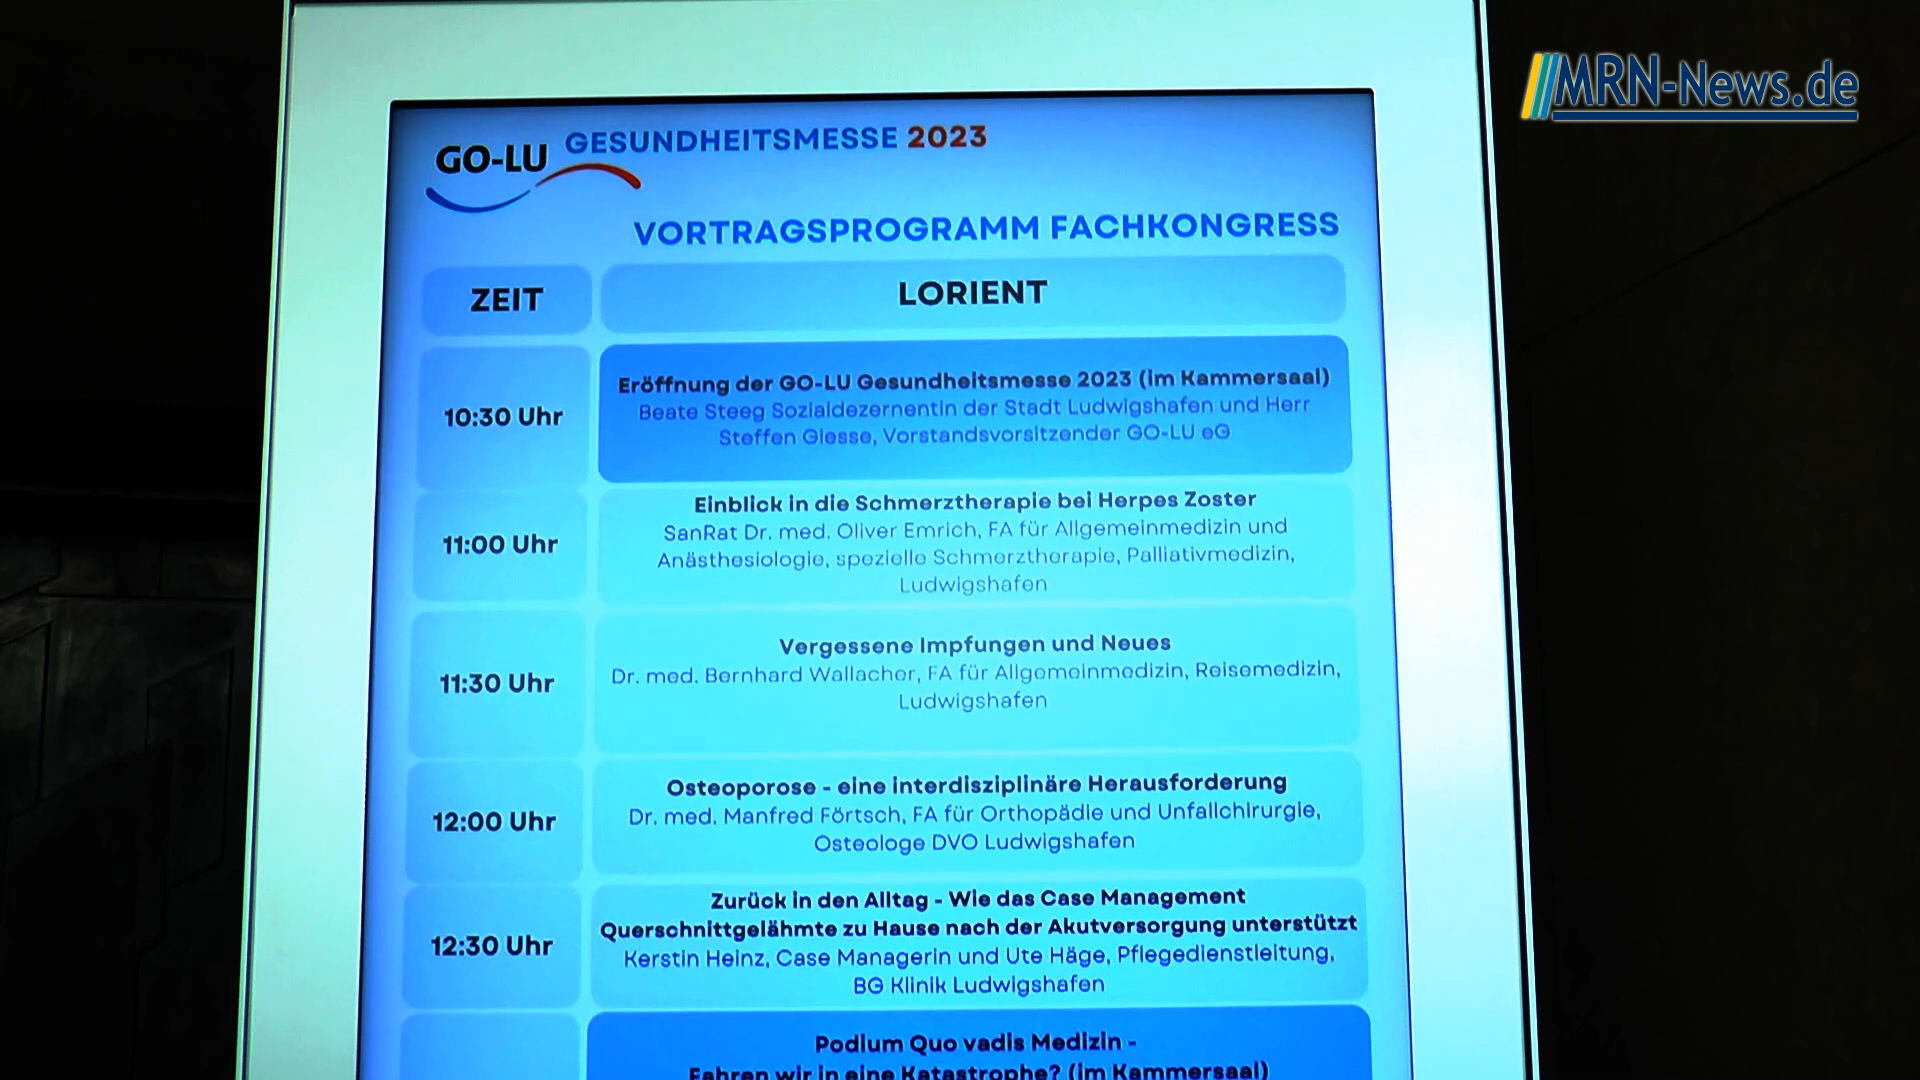 MRN-News.de
GO-LU GESUNDHEITSMESSE 2023
VORTRAGSPROGRAMM FACHKONGRESS
ZEIT
LORIENT
10:30 Uhr
Eröffnung der GO-LU Gesundheitsmesse 2023 (im Kammersaal)
Beate Steeg Sozialdezernentin der Stadt Ludwigshafen und Herr
Steffen Giesse, Vorstandsvorsitzender GO-LU eG
11:00 Uhr
Einblick in die Schmerztherapie bei Herpes Zoster
SanRat Dr. med. Oliver Emrich, FA für Allgemeinmedizin und
Anästhesiologie, spezielle Schmerztherapie, Palliativmedizin,
Ludwigshafen
11:30 Uhr
Vergessene Impfungen und Neues
Dr. med. Bernhard Wallacher, FA für Allgemeinmedizin, Reisemedizin,
Ludwigshafen
12:00 Uhr
Osteoporose - eine interdisziplinäre Herausforderung
Dr. med. Manfred Förtsch, FA für Orthopädie und Unfallchirurgie,
Osteologe DVO Ludwigshafen
12:30 Uhr
Zurück in den Alltag - Wie das Case Management
Querschnittgelähmte zu Hause nach der Akutversorgung unterstützt
Kerstin Heinz, Case Managerin und Ute Häge, Pflegedienstleitung,
BG Klinik Ludwigshafen
Podium Quo vadis Medizin -
Fahren wir in eine Katastrophe? (im Kammersaal)